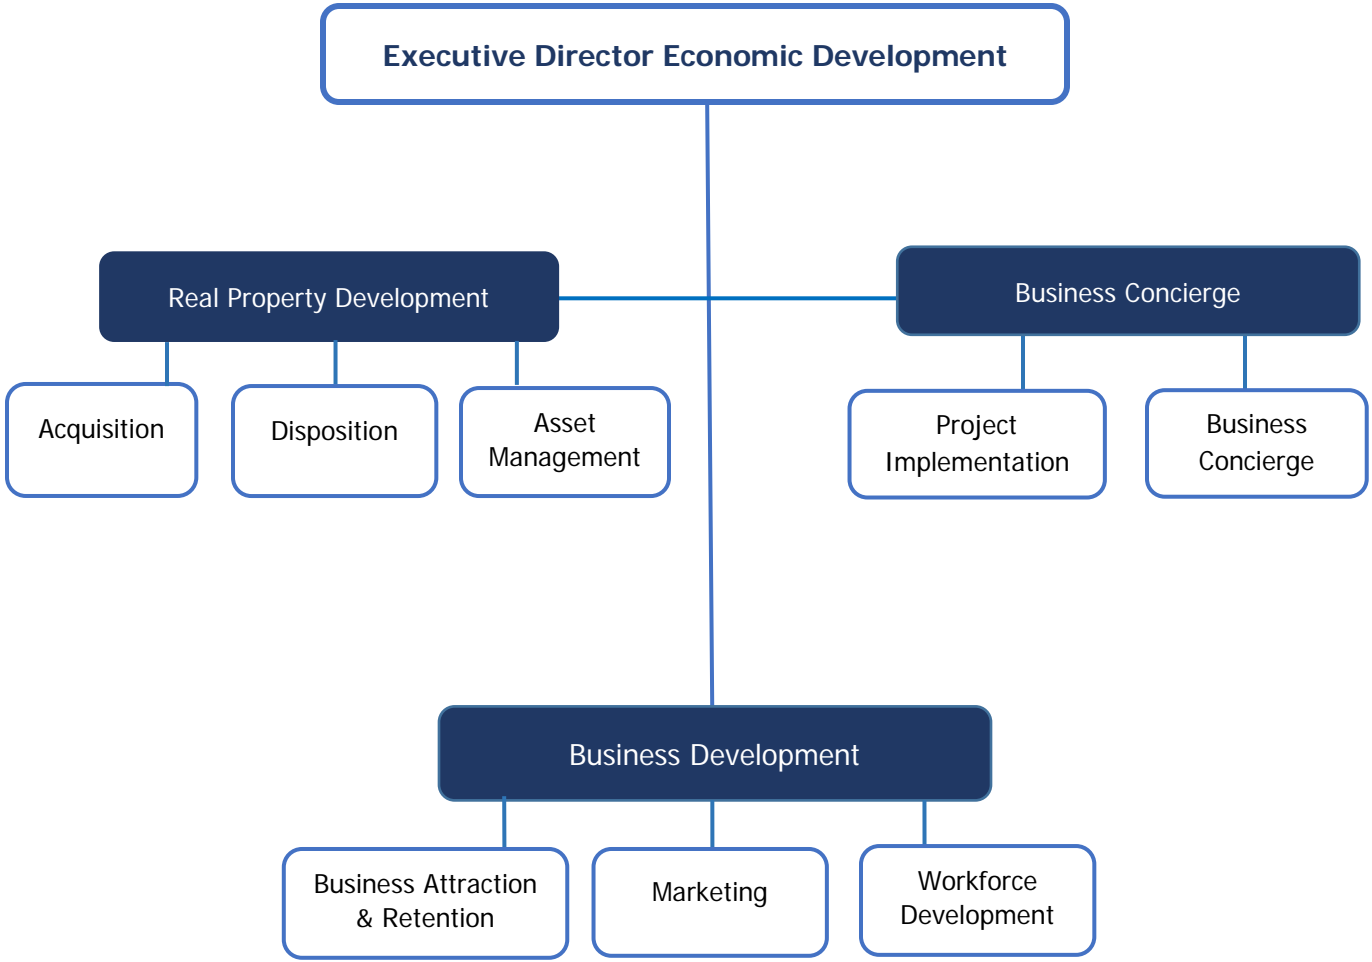 Executive Director Economic Development
Real Property Development
Business Concierge
Acquisition
Disposition
Asset
Management
Project
Implementation
Business
Concierge
Business Development
Business Attraction
& Retention
Marketing
Workforce
Development